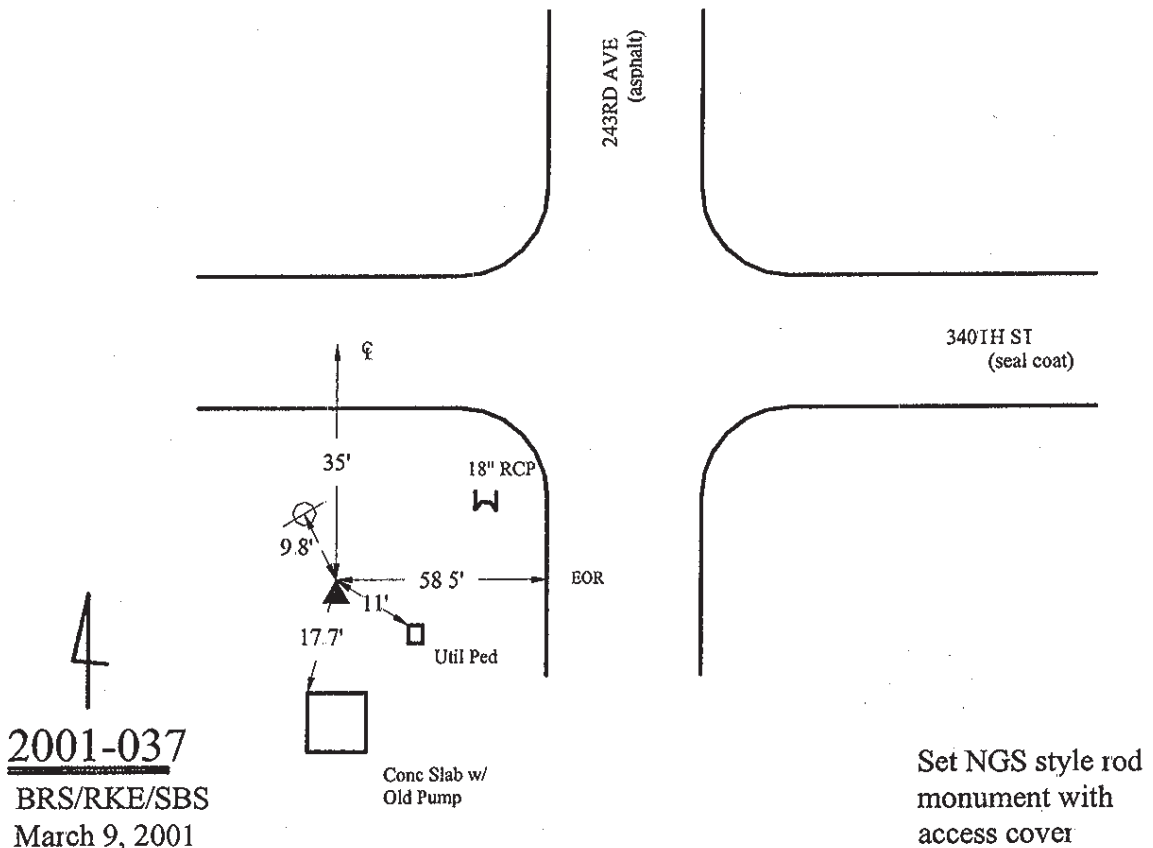 243RD AVE
(asphalt)
340TH ST
(seal coat)
℄
35'
18" RCP
9.8'
58 5'
EOR
11'
17.7'
Util Ped
2001-037
BRS/RKE/SBS
March 9, 2001
Conc Slab w/
Old Pump
Set NGS style rod
monument with
access cover